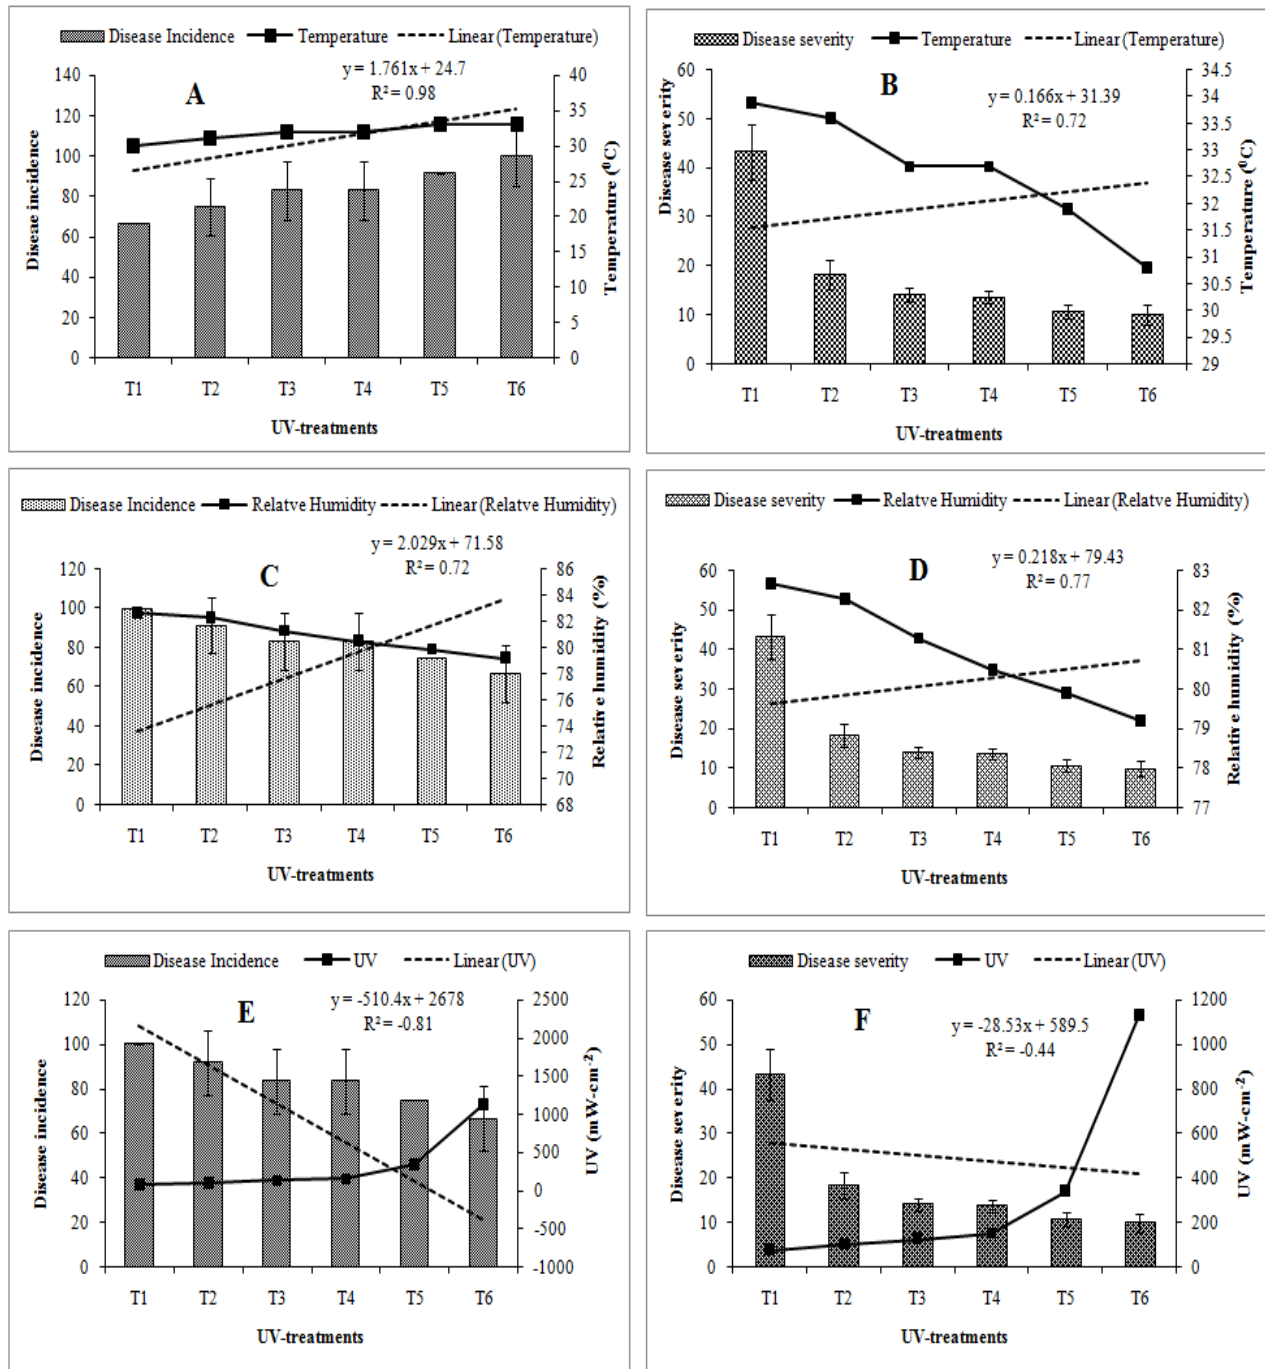 Disease Incidence Temperature Linear (Temperature)
y = 1.761x + 24.7
R² = 0.98
A
140
120
100
80
60
40
20
0
40
35
30
25
20
15
10
5
0
Diseae incidence
Temperature (⁰C)
T1 T2 T3 T4 T5 T6
UV-treatments
Disease severity Temperature Linear (Temperature)
B
y = 0.166x + 31.39
R² = 0.72
60
50
40
30
20
10
0
34.5
34
33.5
33
32.5
32
31.5
31
30.5
30
29.5
29
Disease severity
Temperature (⁰C)
T1 T2 T3 T4 T5 T6
UV-treatments
Disease Incidence Relatve Humidity Linear (Relatve Humidity)
y = 2.029x + 71.58
R² = 0.72
C
120
100
80
60
40
20
0
86
84
82
80
78
76
74
72
70
68
Disease incidence
Relative humidity (%)
T1 T2 T3 T4 T5 T6
UV-treatments
Disease severity Relatve Humidity Linear (Relatve Humidity)
D
y = 0.218x + 79.43
R² = 0.77
60
50
40
30
20
10
0
83
82
81
80
79
78
77
Disease severity
Relative humidity (%)
T1 T2 T3 T4 T5 T6
UV-treatments
Disease Incidence UV Linear (UV)
E
y = -510.4x + 2678
R² = -0.81
120
100
80
60
40
20
0
2500
2000
1500
1000
500
0
-500
-1000
Disease incidence
UV (mW-cm⁻²)
T1 T2 T3 T4 T5 T6
UV-treatments
Disease severity UV Linear (UV)
F
y = -28.53x + 589.5
R² = -0.44
60
50
40
30
20
10
0
1200
1000
800
600
400
200
0
Disease severity
UV (mW-cm⁻²)
T1 T2 T3 T4 T5 T6
UV-treatments